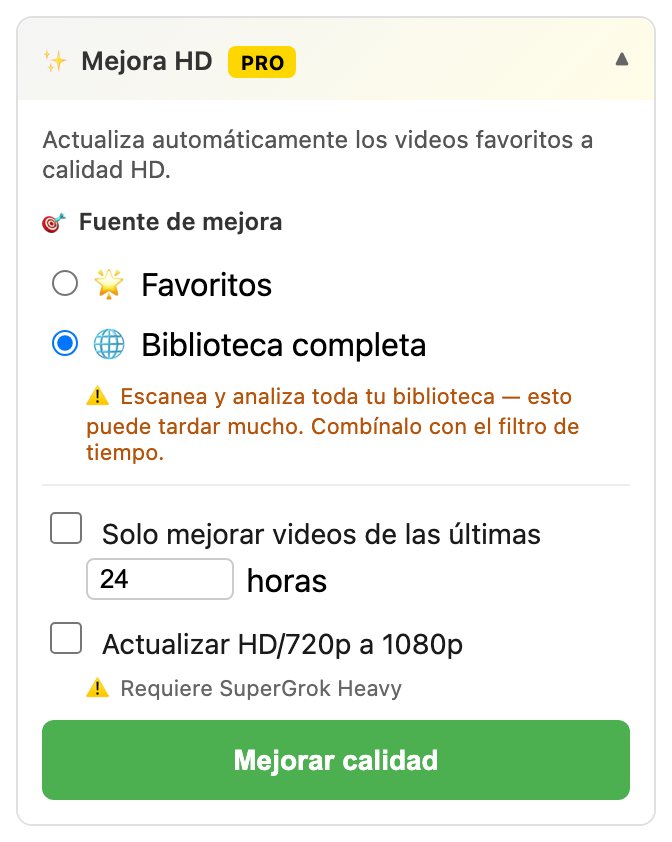 ✨ Mejora HD PRO ▲
Actualiza automáticamente los videos favoritos a
calidad HD.
🎯 Fuente de mejora
🌟 Favoritos
🌐 Biblioteca completa
⚠️ Escanea y analiza toda tu biblioteca — esto
puede tardar mucho. Combínalo con el filtro de
tiempo.
Solo mejorar videos de las últimas
24 horas
Actualizar HD/720p a 1080p
⚠️ Requiere SuperGrok Heavy
Mejorar calidad